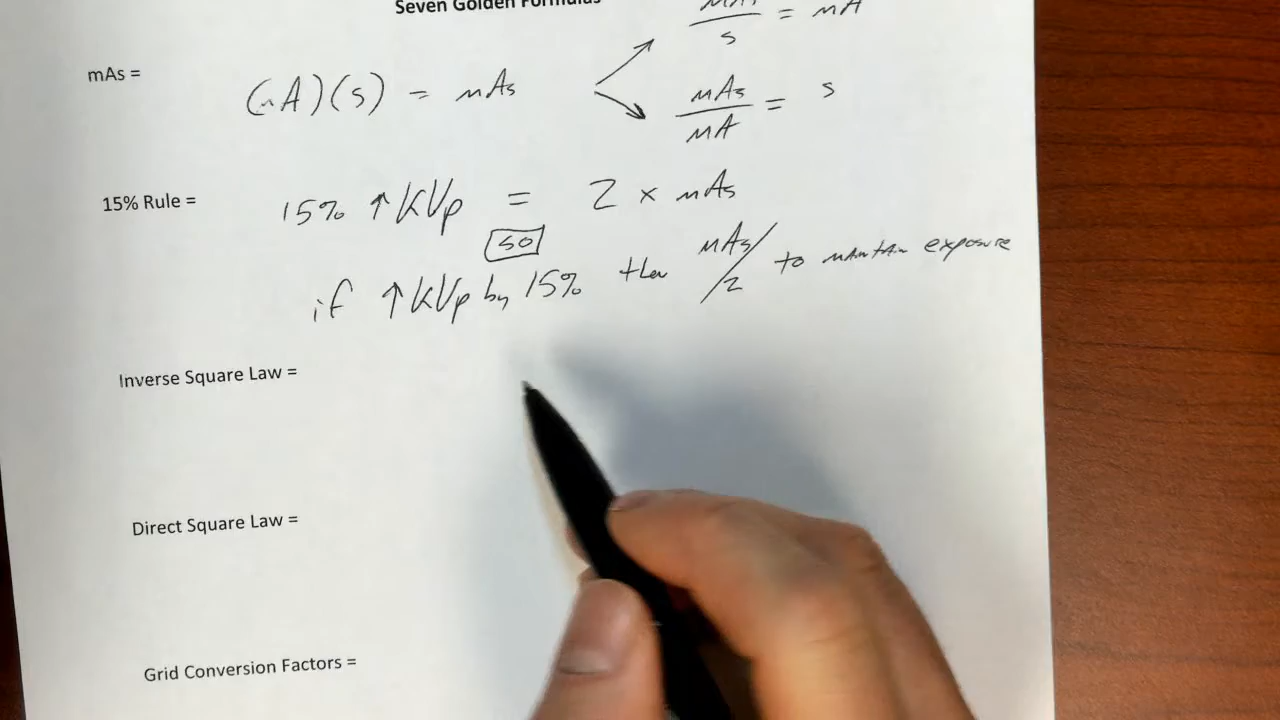 Seven Golden Formulas
mAs / s = mA
mAs =
(mA)(s) = mAs
mAs / mA = s
15% Rule =
15% ↑ KVp = 2 x mAs
so
if ↑ KVp by 15% then mAs/2 to maintain exposure
Inverse Square Law =
Direct Square Law =
Grid Conversion Factors =